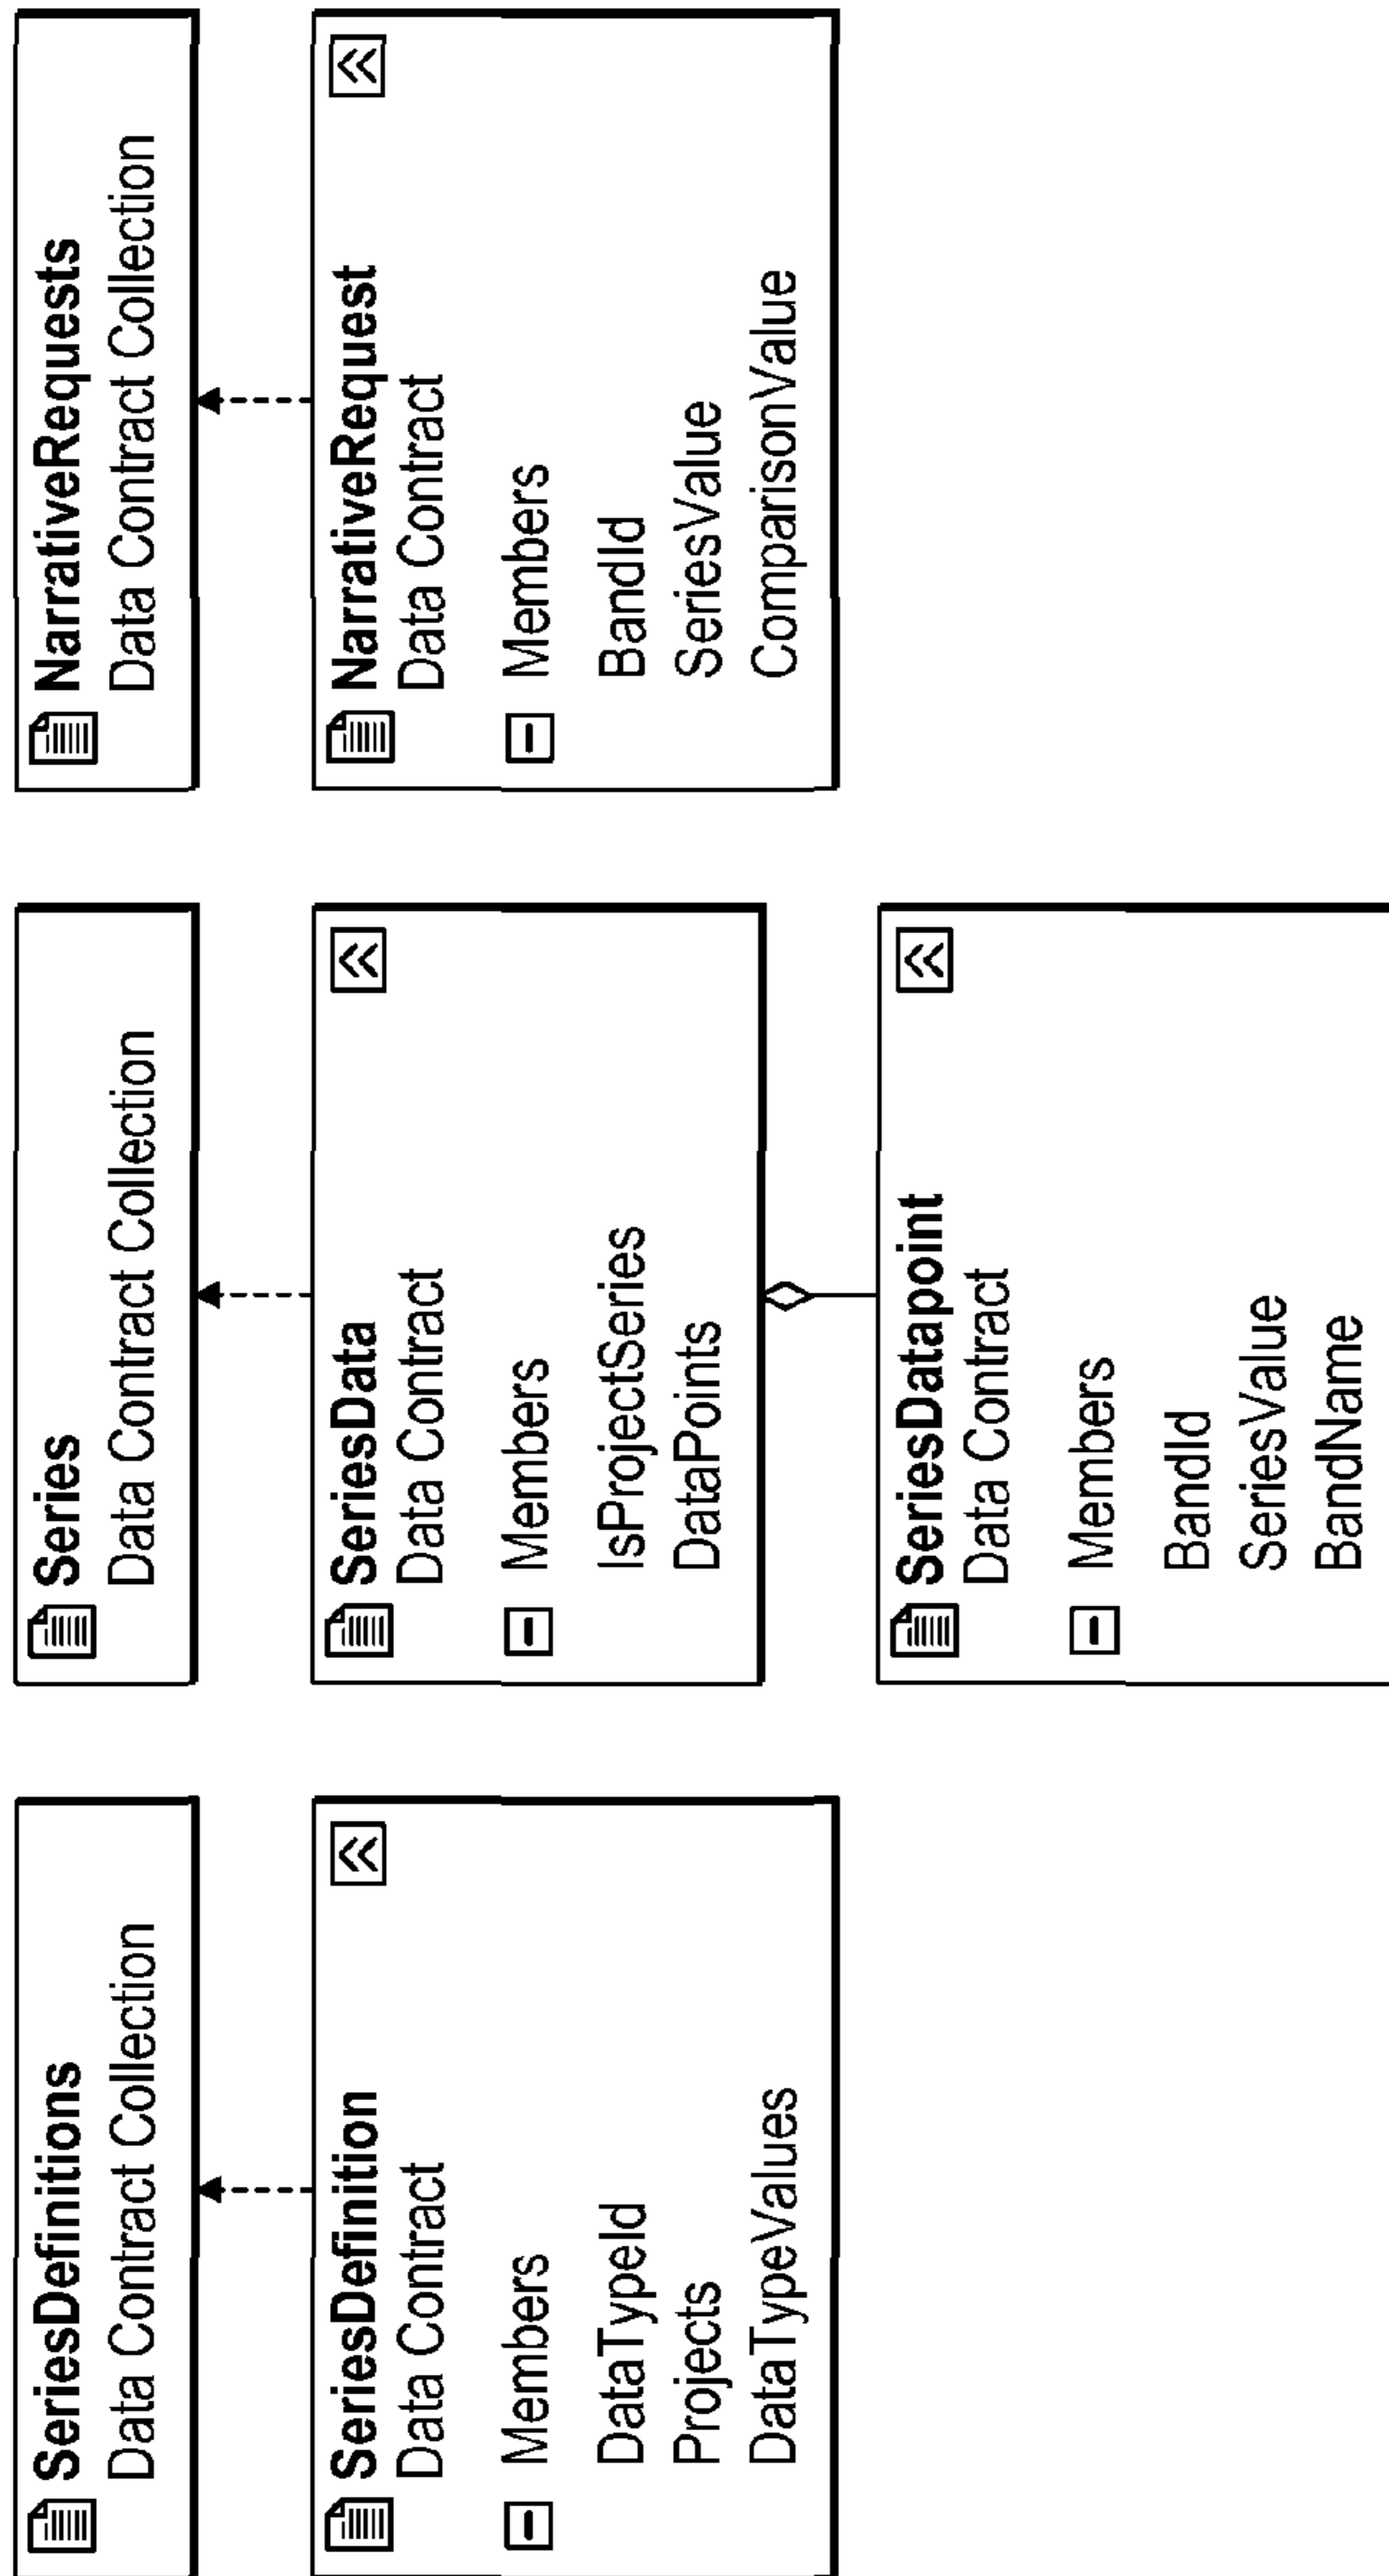 SeriesDefinitions
Data Contract Collection
SeriesDefinition
Data Contract
Members
DataTypeId
Projects
DataTypeValues
Series
Data Contract Collection
SeriesData
Data Contract
Members
IsProjectSeries
DataPoints
SeriesDatapoint
Data Contract
Members
BandId
SeriesValue
BandName
NarrativeRequests
Data Contract Collection
NarrativeRequest
Data Contract
Members
BandId
SeriesValue
ComparisonValue